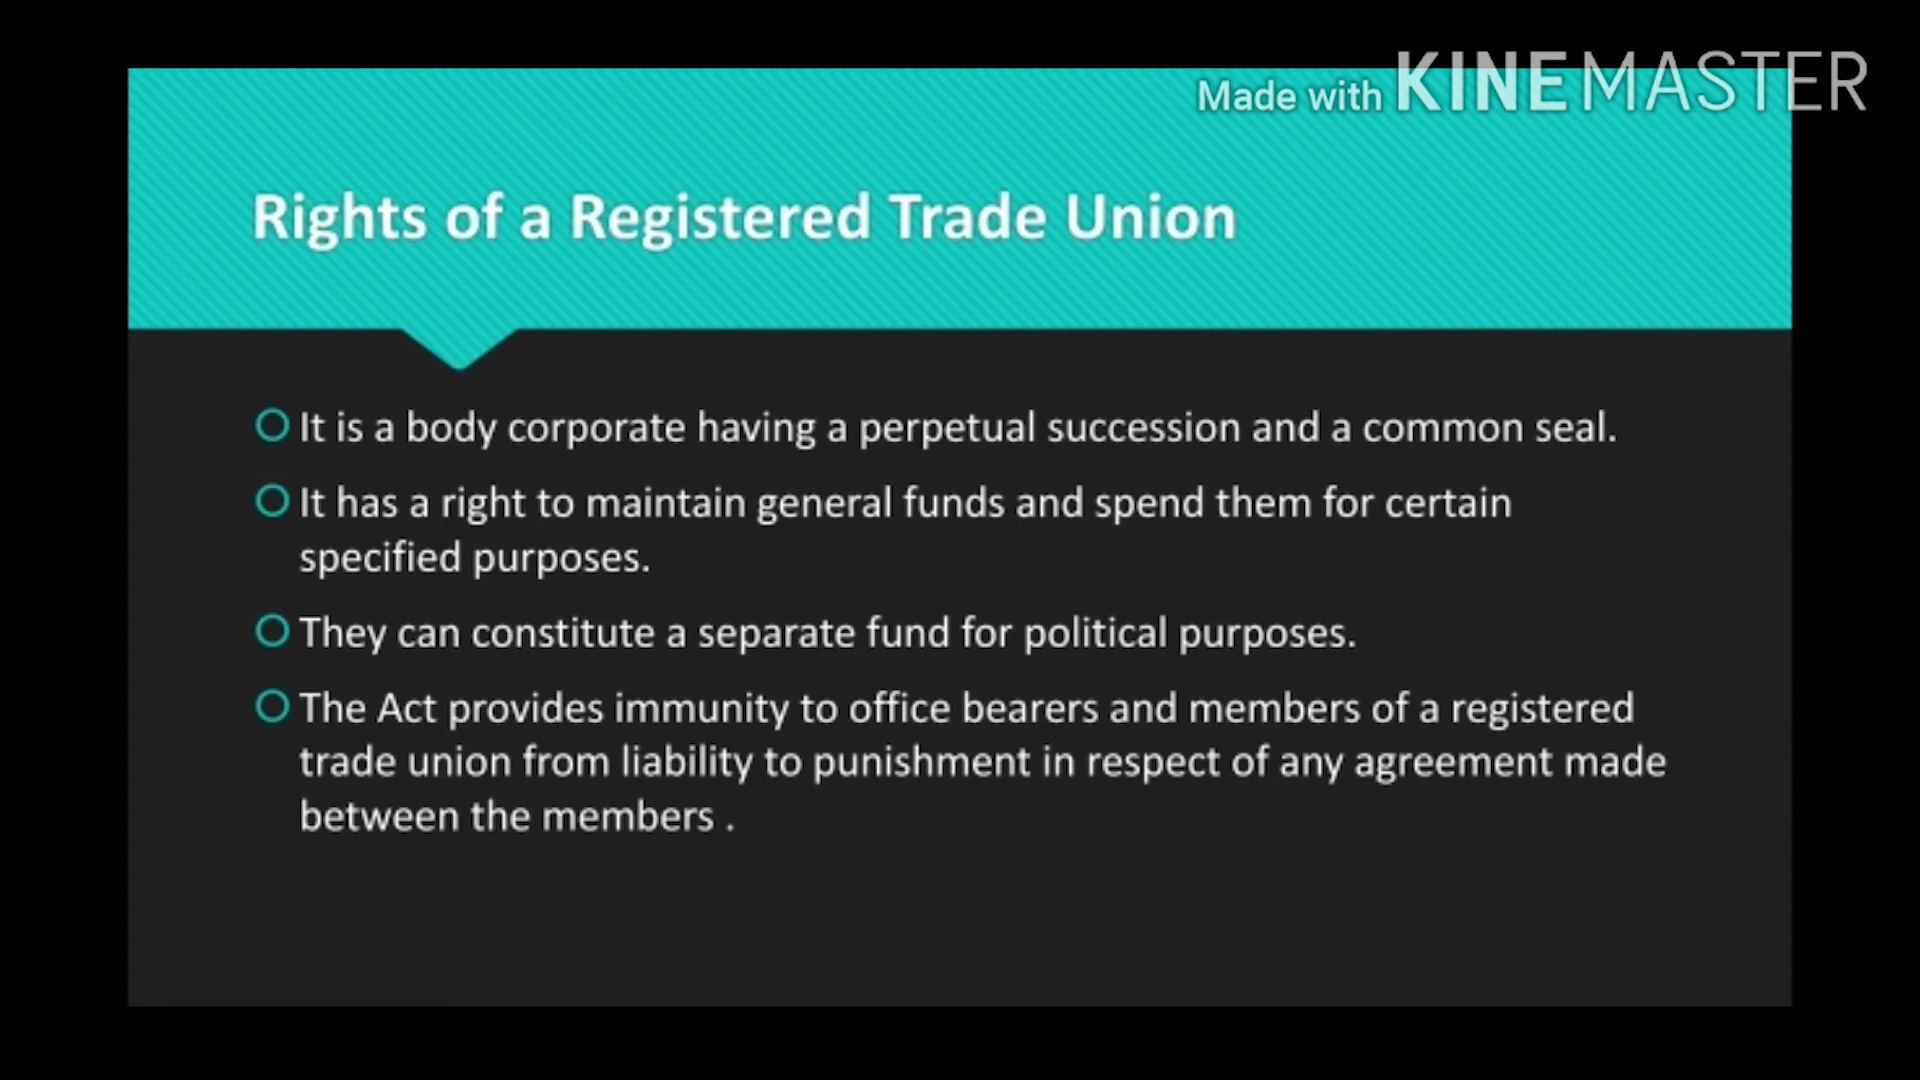 Made with KINEMASTER
Rights of a Registered Trade Union
It is a body corporate having a perpetual succession and a common seal.
It has a right to maintain general funds and spend them for certain
specified purposes.
They can constitute a separate fund for political purposes.
The Act provides immunity to office bearers and members of a registered
trade union from liability to punishment in respect of any agreement made
between the members .